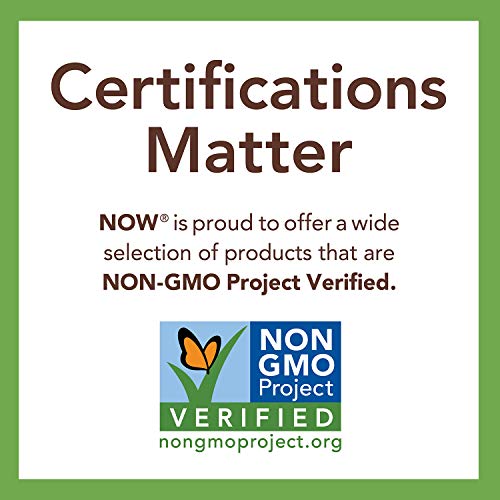 Certifications
Matter
NOW® is proud to offer a wide
selection of products that are
NON-GMO Project Verified.
NON
GMO
Project
VERIFIED
nongmoproject.org